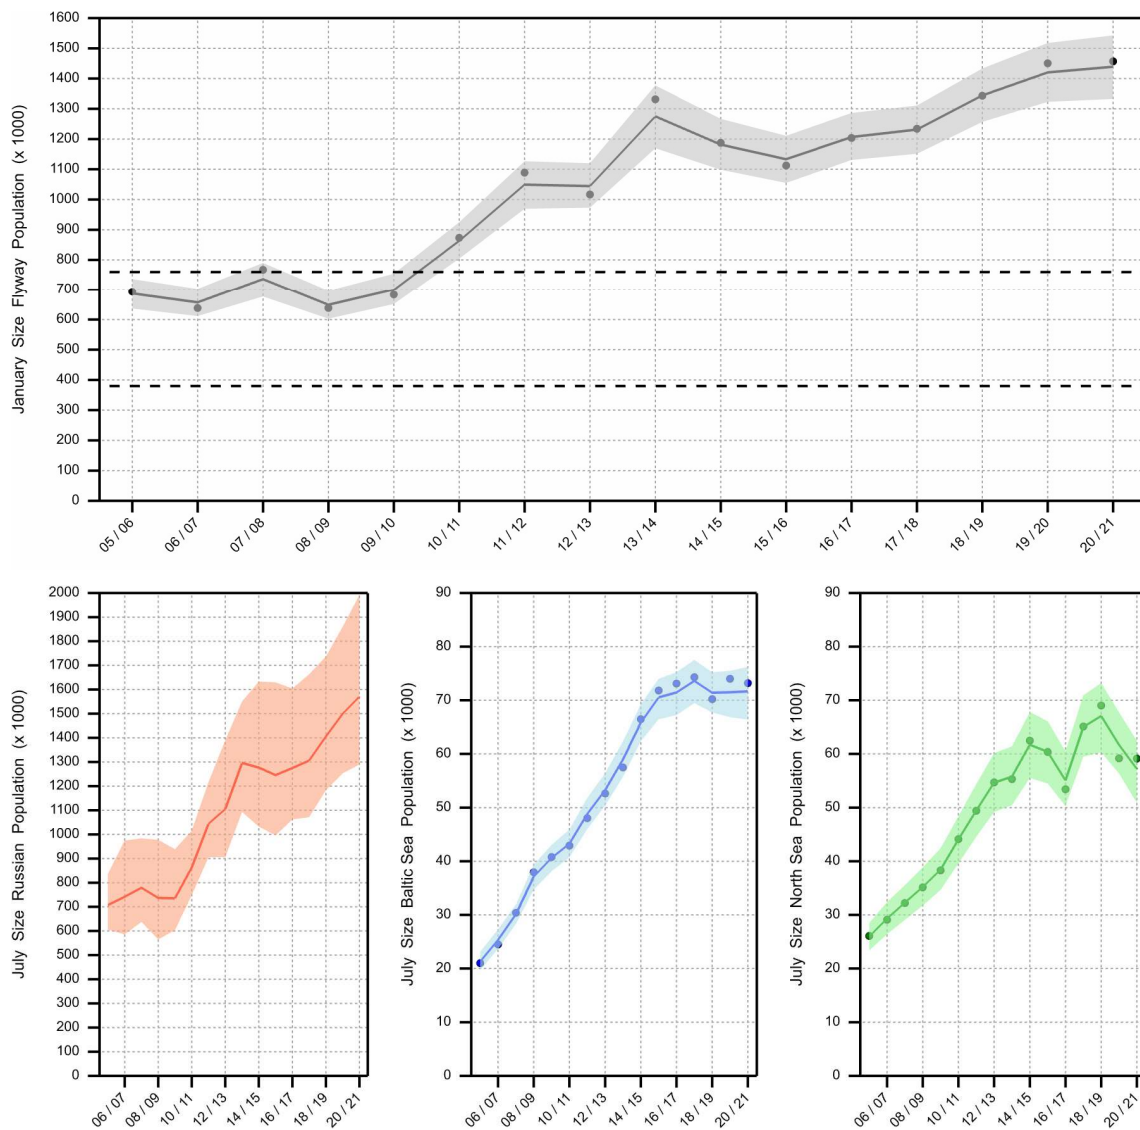 January Size Flyway Population (x 1000)
1600
1500
1400
1300
1200
1100
1000
900
800
700
600
500
400
300
200
100
0
05 / 06
06 / 07
07 / 08
08 / 09
09 / 10
10 / 11
11 / 12
12 / 13
13 / 14
14 / 15
15 / 16
16 / 17
17 / 18
18 / 19
19 / 20
20 / 21
July Size Russian Population (x 1000)
2000
1900
1800
1700
1600
1500
1400
1300
1200
1100
1000
900
800
700
600
500
400
300
200
100
0
06 / 07
08 / 09
10 / 11
12 / 13
14 / 15
16 / 17
18 / 19
20 / 21
July Size Baltic Sea Population (x 1000)
90
80
70
60
50
40
30
20
10
0
06 / 07
08 / 09
10 / 11
12 / 13
14 / 15
16 / 17
18 / 19
20 / 21
July Size North Sea Population (x 1000)
90
80
70
60
50
40
30
20
10
0
06 / 07
08 / 09
10 / 11
12 / 13
14 / 15
16 / 17
18 / 19
20 / 21